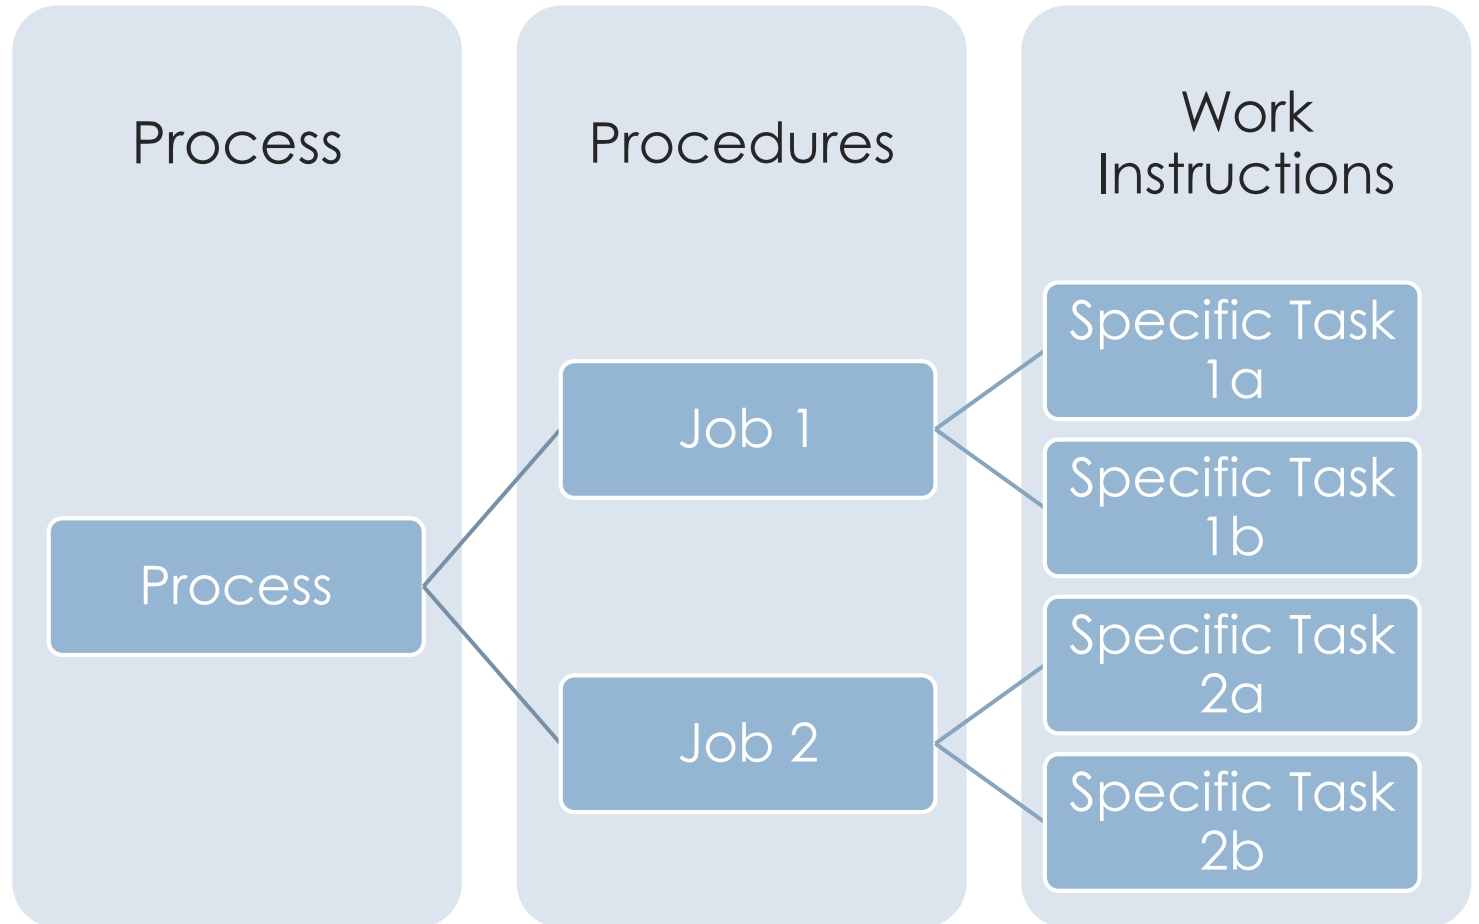 Process
Procedures
Work
Instructions
Process
Job 1
Job 2
Specific Task
1a
Specific Task
1b
Specific Task
2a
Specific Task
2b